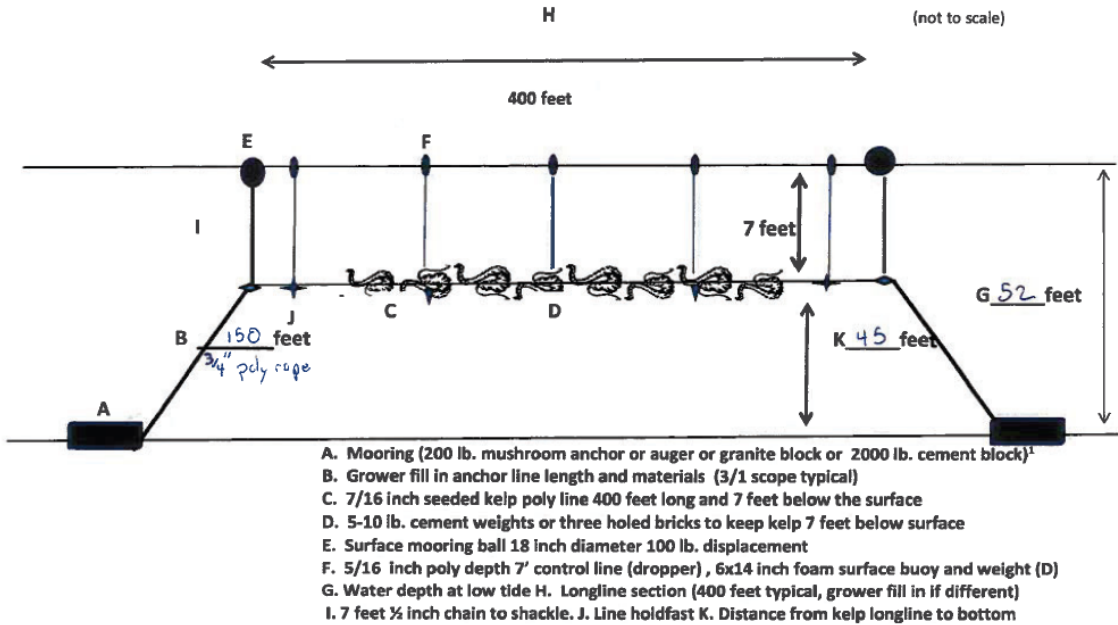 H
(not to scale)
400 feet
E
F
I
7 feet
G 52 feet
J
C
D
B 150 feet
K 45 feet
3/4" poly rope
A
A. Mooring (200 lb. mushroom anchor or auger or granite block or 2000 lb. cement block)¹
B. Grower fill in anchor line length and materials (3/1 scope typical)
C. 7/16 inch seeded kelp poly line 400 feet long and 7 feet below the surface
D. 5-10 lb. cement weights or three holed bricks to keep kelp 7 feet below surface
E. Surface mooring ball 18 inch diameter 100 lb. displacement
F. 5/16 inch poly depth 7' control line (dropper) , 6x14 inch foam surface buoy and weight (D)
G. Water depth at low tide H. Longline section (400 feet typical, grower fill in if different)
I. 7 feet ½ inch chain to shackle. J. Line holdfast K. Distance from kelp longline to bottom